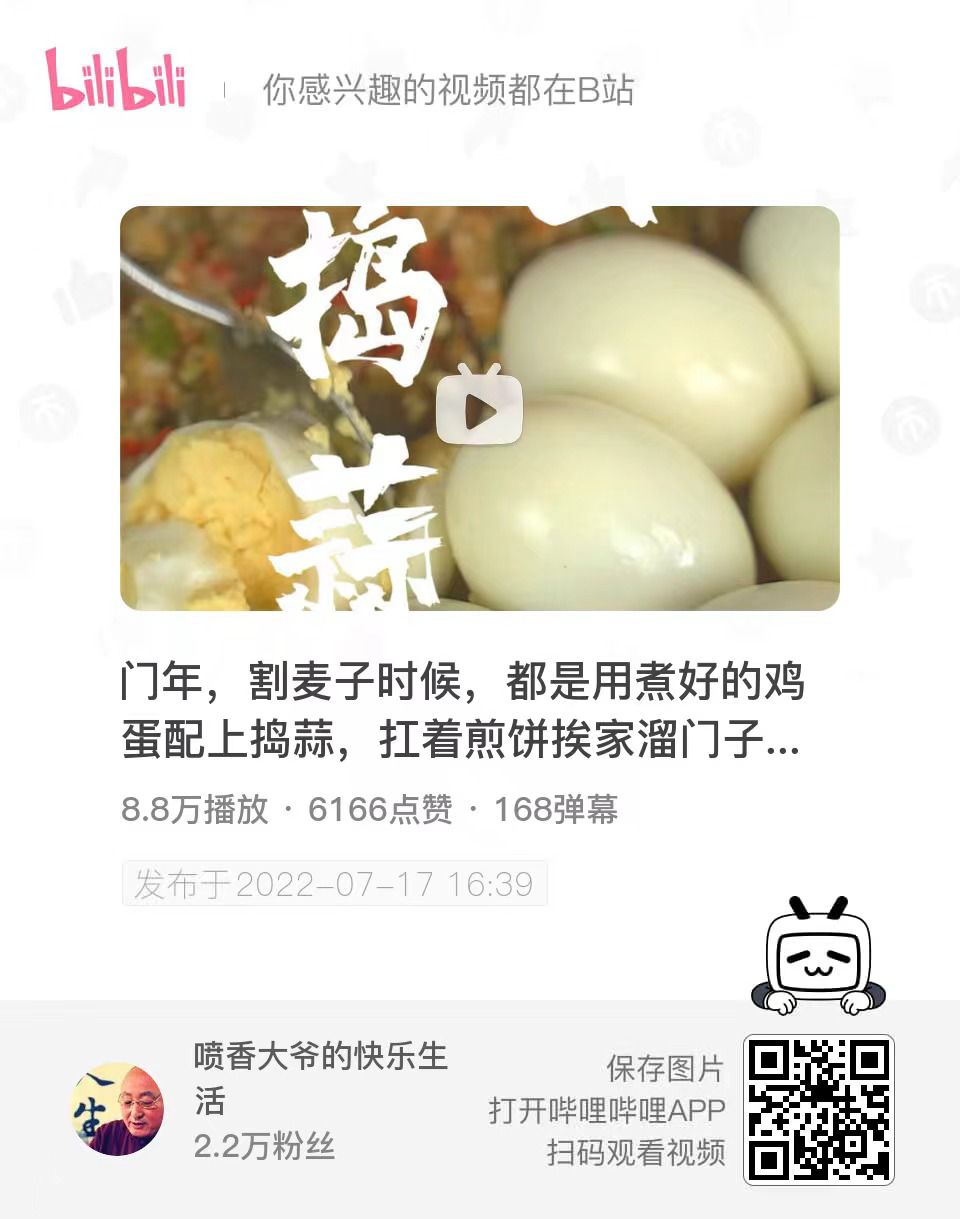 bilibili
你感兴趣的视频都在B站
捣
蒜
门年，割麦子时候，都是用煮好的鸡
蛋配上捣蒜，扛着煎饼挨家溜门子...
8.8万播放 · 6166点赞 · 168弹幕
发布于2022-07-17 16:39
喷香大爷的快乐生
活
2.2万粉丝
保存图片
打开哔哩哔哩APP
扫码观看视频
人
生